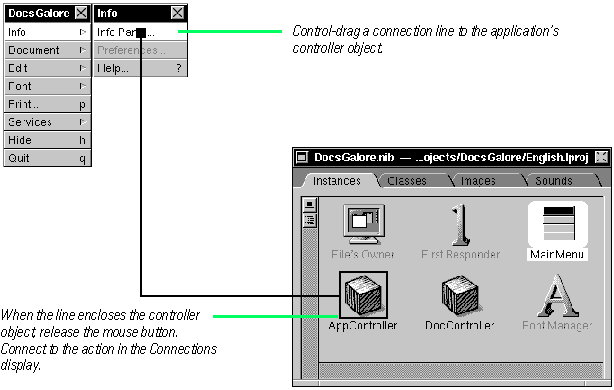 DocsGalore
Info
Info
Info Pan...
Control-drag a connection line to the application's
controller object.
Document
Preferences...
Edit
Help... ?
Font
Print... p
Services
Hide h
Quit q
DocsGalore.nib — ...ojects/DocsGalore/English.lproj
Instances Classes Images Sounds
File's Owner First Responder MainMenu
AppController DocController Font Manager
When the line encloses the controller
object, release the mouse button.
Connect to the action in the Connections
display.